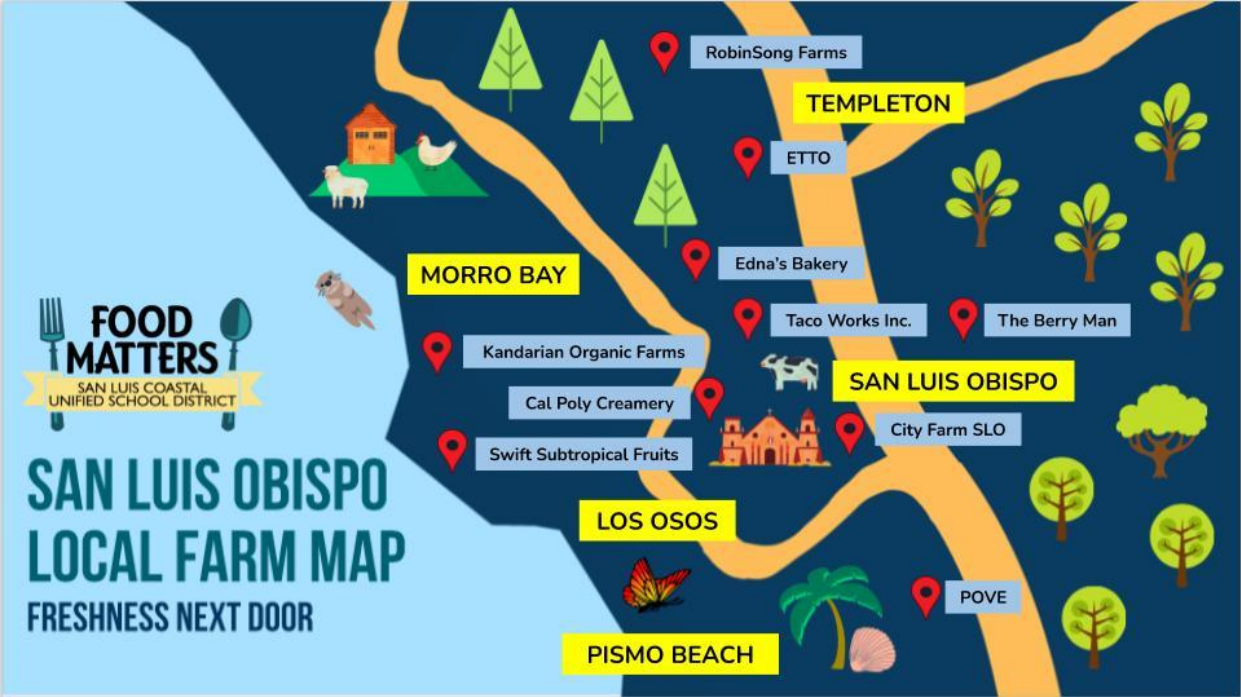 RobinSong Farms
TEMPLETON
ETTO
MORRO BAY
Edna's Bakery
Taco Works Inc.
The Berry Man
Kandarian Organic Farms
SAN LUIS OBISPO
Cal Poly Creamery
City Farm SLO
Swift Subtropical Fruits
LOS OSOS
POVE
PISMO BEACH
FOOD
MATTERS
SAN LUIS COASTAL
UNIFIED SCHOOL DISTRICT
SAN LUIS OBISPO
LOCAL FARM MAP
FRESHNESS NEXT DOOR